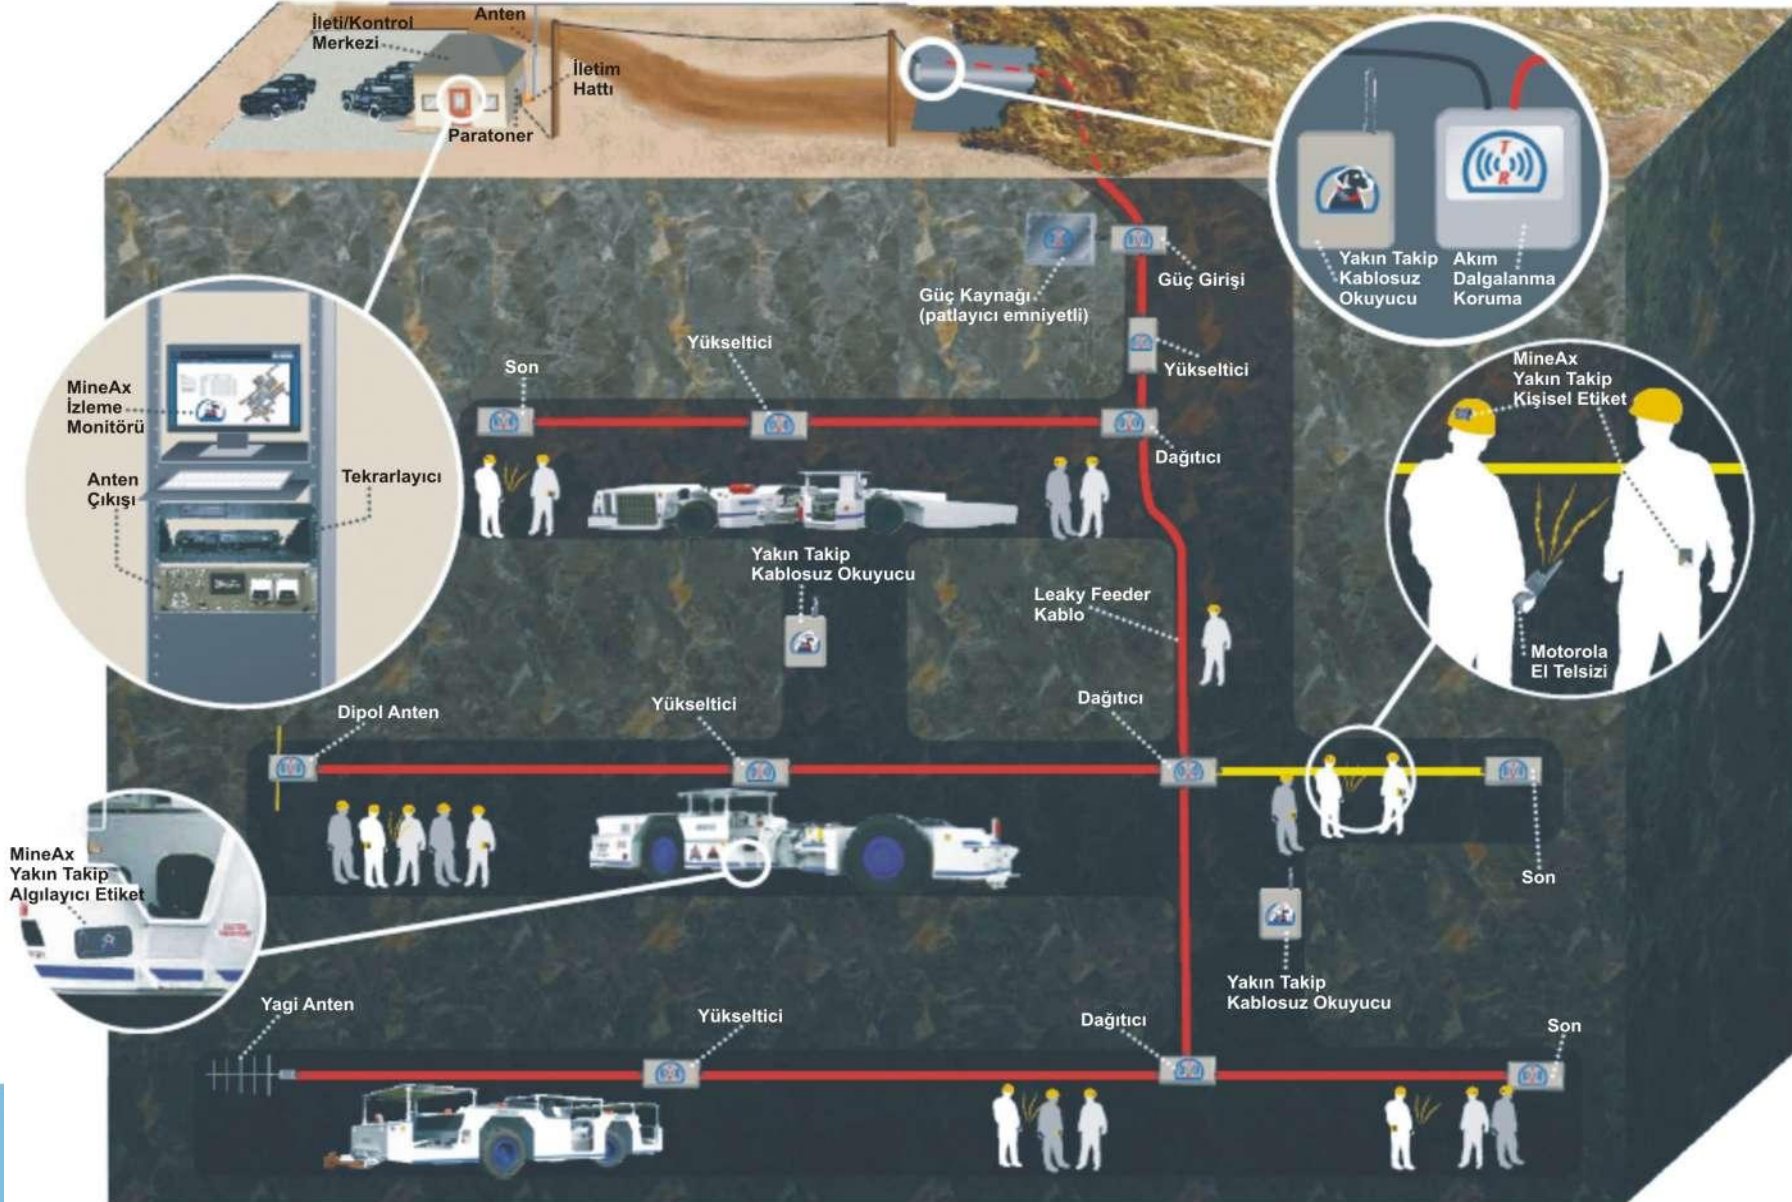 Anten
İleti/Kontrol
Merkezi
İletim
Hattı
Paratoner
T
R
Yakın Takip
Kablosuz
Okuyucu
Akım
Dalgalanma
Koruma
Güç Girişi
Güç Kaynağı
(patlayıcı emniyetli)
Yükseltici
Yükseltici
Son
MineAx
Yakın Takip
Kişisel Etiket
MineAx
İzleme
Monitörü
Anten
Çıkışı
Tekrarlayıcı
Dağıtıcı
Yakın Takip
Kablosuz Okuyucu
Leaky Feeder
Kablo
Motorola
El Telsizi
Dipol Anten
Yükseltici
Dağıtıcı
MineAx
Yakın Takip
Algılayıcı Etiket
Son
Yakın Takip
Kablosuz Okuyucu
Yagi Anten
Yükseltici
Dağıtıcı
Son